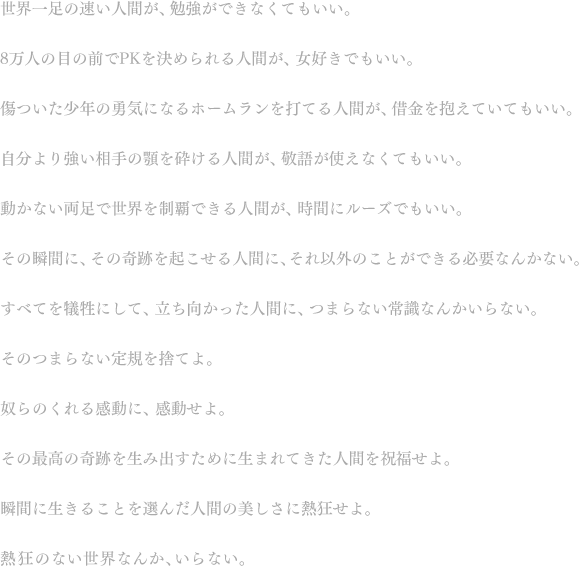 世界一足の速い人間が、勉強ができなくてもいい。
8万人の目の前でPKを決められる人間が、女好きでもいい。
傷ついた少年の勇気になるホームランを打てる人間が、借金を抱えていてもいい。
自分より強い相手の顎を砕ける人間が、敬語が使えなくてもいい。
動かない両足で世界を制覇できる人間が、時間にルーズでもいい。
その瞬間に、その奇跡を起こせる人間に、それ以外のことができる必要なんかない。
すべてを犠牲にして、立ち向かった人間に、つまらない常識なんかいらない。
そのつまらない定規を捨てよ。
奴らのくれる感動に、感動せよ。
その最高の奇跡を生み出すために生まれてきた人間を祝福せよ。
瞬間に生きることを選んだ人間の美しさに熱狂せよ。
熱狂のない世界なんか、いらない。